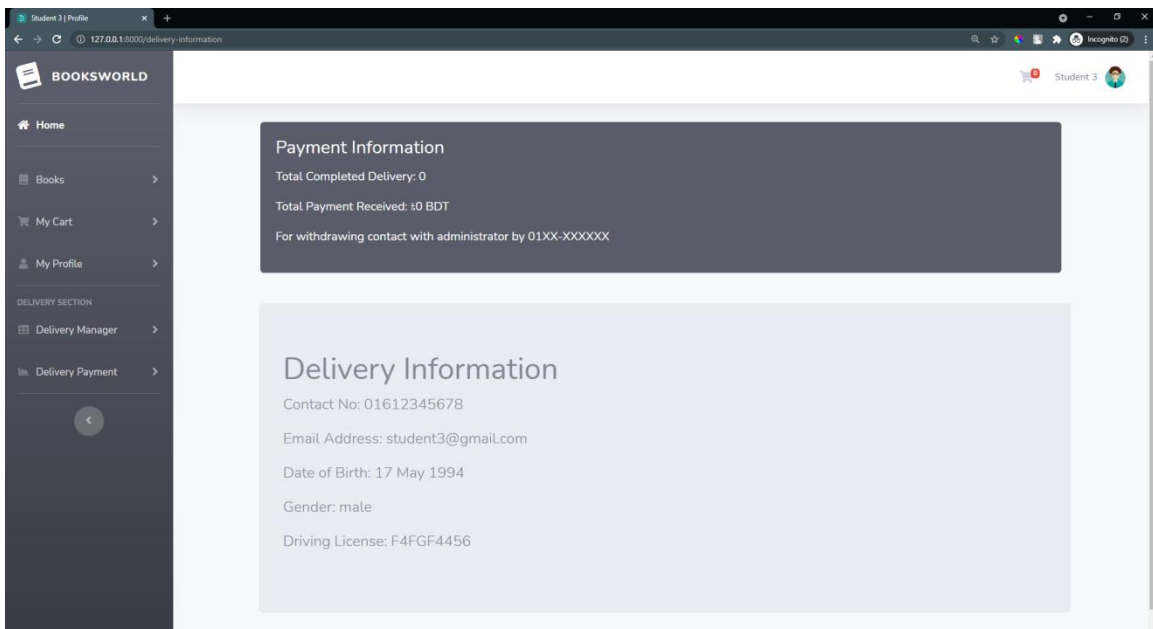 Student 3 | Profile
127.0.0.1:8000/delivery-information
Incognito (2)
BOOKSWORLD
0
Student 3
Home
Books
My Cart
My Profile
DELIVERY SECTION
Delivery Manager
Delivery Payment
Payment Information
Total Completed Delivery: 0
Total Payment Received: ৳0 BDT
For withdrawing contact with administrator by 01XX-XXXXXX
Delivery Information
Contact No: 01612345678
Email Address: student3@gmail.com
Date of Birth: 17 May 1994
Gender: male
Driving License: F4FGF4456